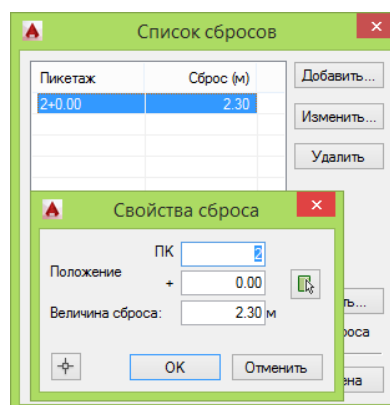 Список сбросов
Пикетаж Сброс (м)
2+0.00 2.30
Добавить...
Изменить...
Удалить
Свойства сброса
ПК 2
Положение
+ 0.00
Величина сброса: 2.30 м
OK Отменить